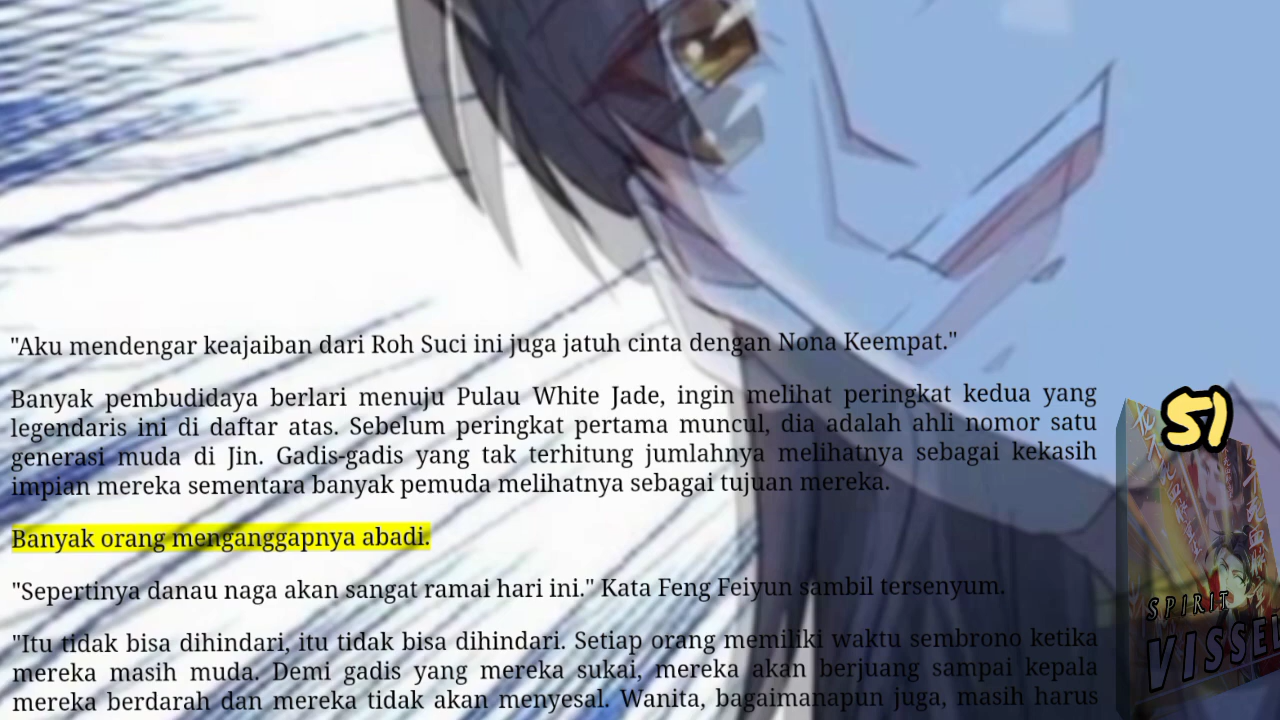 "Aku mendengar keajaiban dari Roh Suci ini juga jatuh cinta dengan Nona Keempat."
Banyak pembudidaya berlari menuju Pulau White Jade, ingin melihat peringkat kedua yang
legendaris ini di daftar atas. Sebelum peringkat pertama muncul, dia adalah ahli nomor satu
generasi muda di Jin. Gadis-gadis yang tak terhitung jumlahnya melihatnya sebagai kekasih
impian mereka sementara banyak pemuda melihatnya sebagai tujuan mereka.
Banyak orang menganggapnya abadi.
"Sepertinya danau naga akan sangat ramai hari ini." Kata Feng Feiyun sambil tersenyum.
"Itu tidak bisa dihindari, itu tidak bisa dihindari. Setiap orang memiliki waktu sembrono ketika
mereka masih muda. Demi gadis yang mereka sukai, mereka akan berjuang sampai kepala
mereka berdarah dan mereka tidak akan menyesal. Wanita, bagaimanapun juga, masih harus
51
SPIRIT
VISSEL